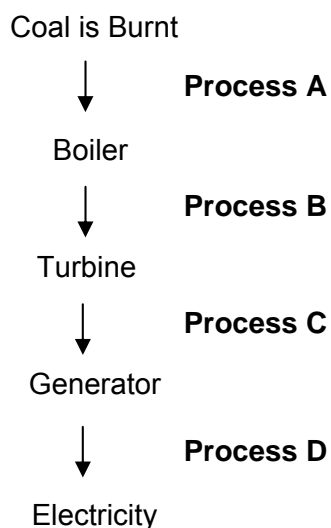 Coal is Burnt
Process A
Boiler
Process B
Turbine
Process C
Generator
Process D
Electricity